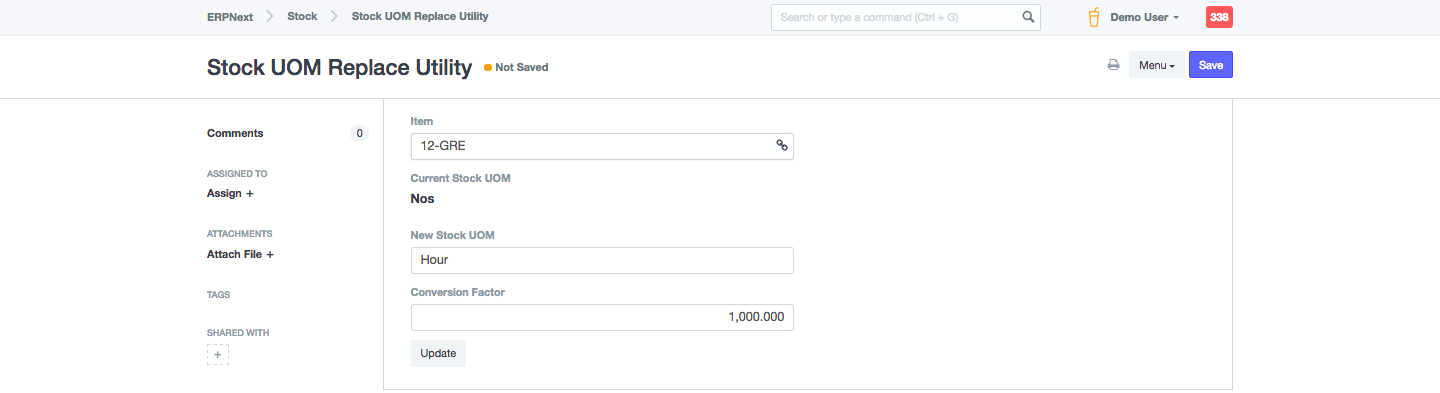 ERPNext Stock Stock UOM Replace Utility Search or type a command (Ctrl + G) Demo User 338
Stock UOM Replace Utility Not Saved Menu Save
Comments 0
ASSIGNED TO
Assign +
ATTACHMENTS
Attach File +
TAGS
SHARED WITH
+
Item
12-GRE
Current Stock UOM
Nos
New Stock UOM
Hour
Conversion Factor
1,000.000
Update